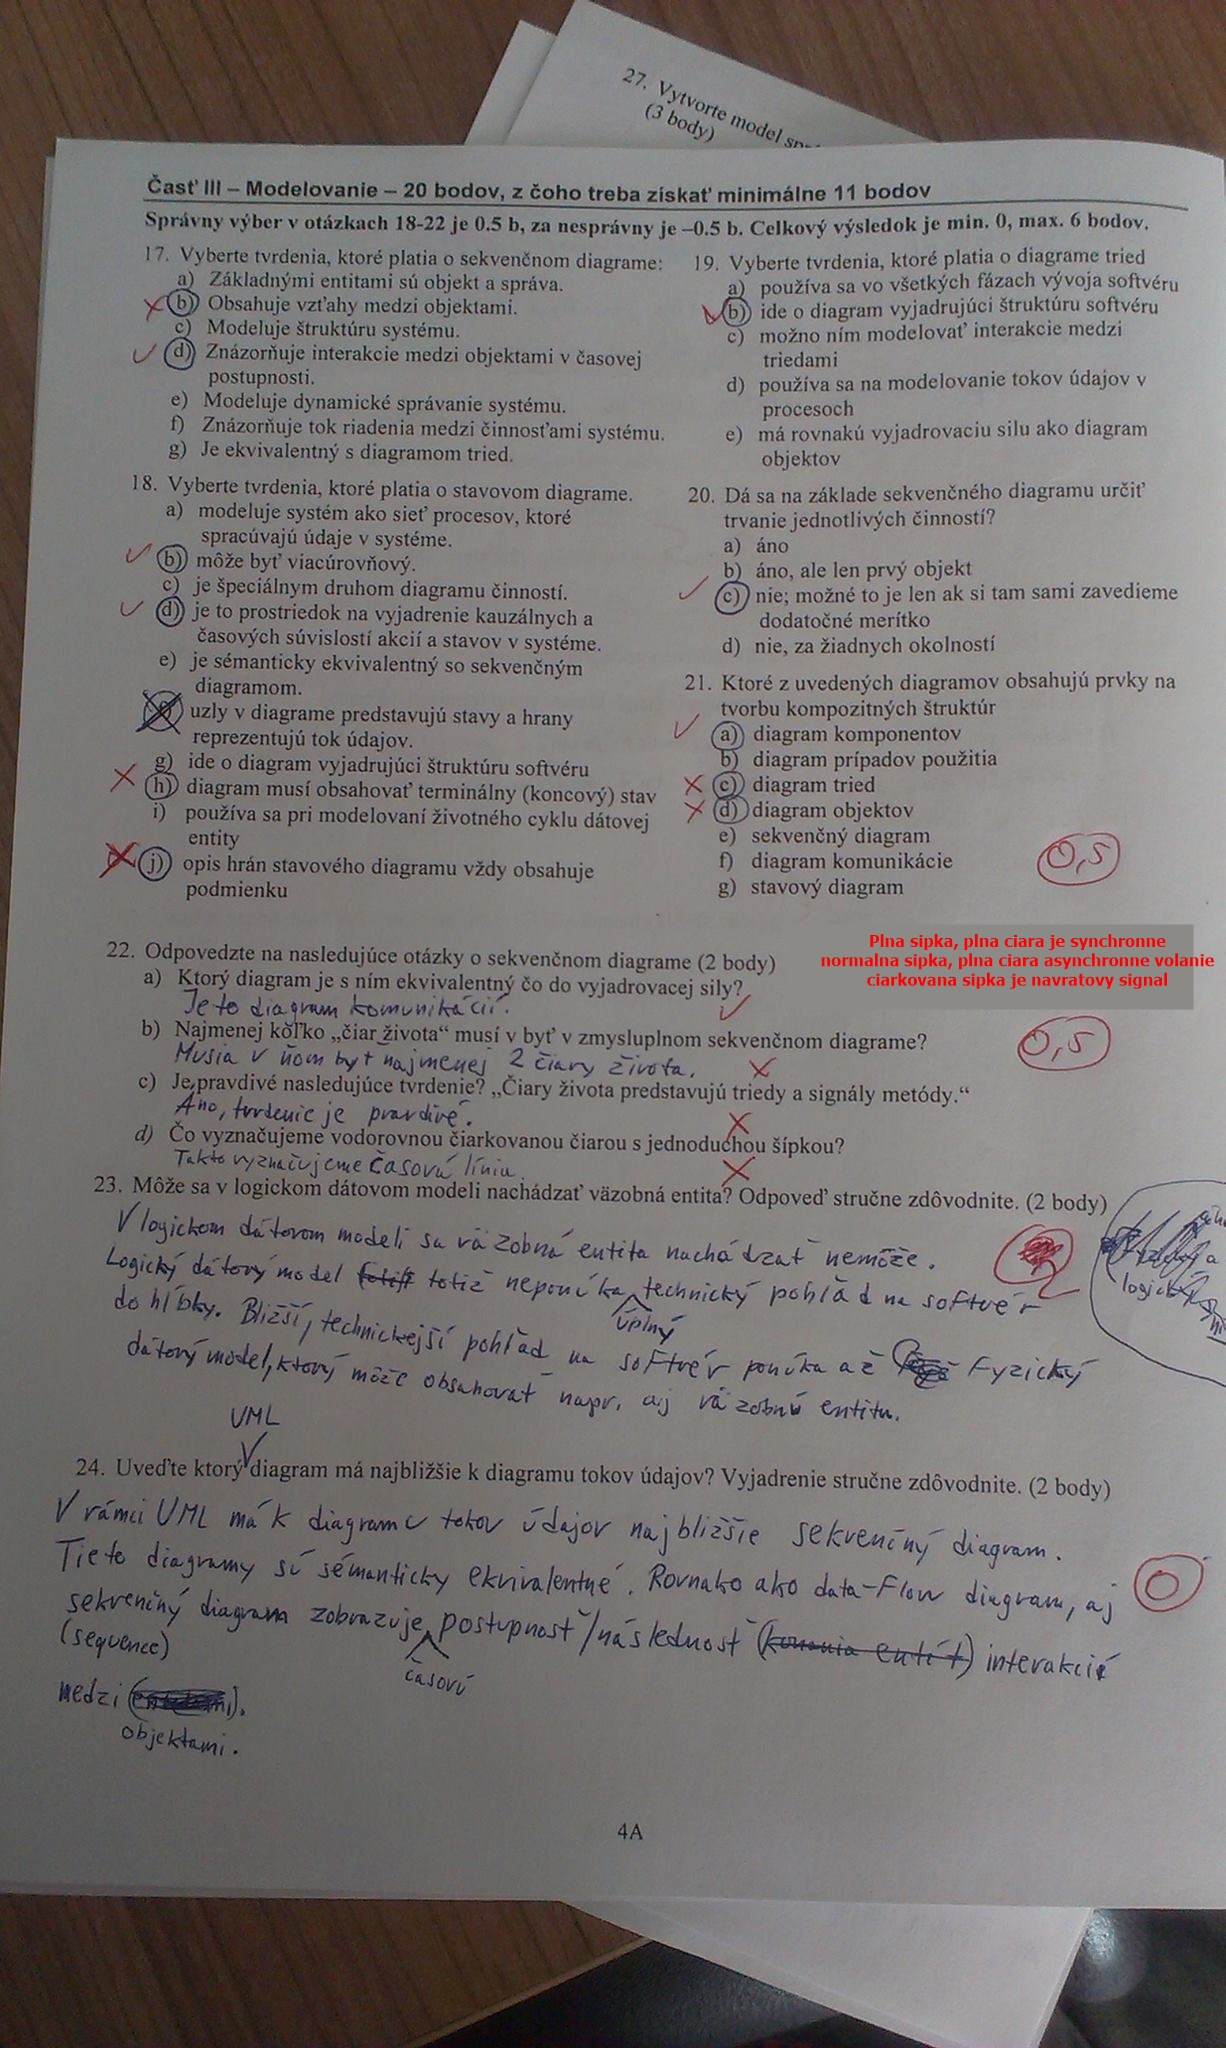 27. Vytvorte model
(3 body)
Časť III – Modelovanie – 20 bodov, z čoho treba získať minimálne 11 bodov
Správny výber v otázkach 18-22 je 0.5 b, za nesprávny je –0.5 b. Celkový výsledok je min. 0, max. 6 bodov.
17. Vyberte tvrdenia, ktoré platia o sekvenčnom diagrame:
a) Základnými entitami sú objekt a správa.
b) Obsahuje vzťahy medzi objektami.
c) Modeluje štruktúru systému.
d) Znázorňuje interakcie medzi objektami v časovej
postupnosti.
e) Modeluje dynamické správanie systému.
f) Znázorňuje tok riadenia medzi činnosťami systému.
g) Je ekvivalentný s diagramom tried.
18. Vyberte tvrdenia, ktoré platia o stavovom diagrame.
a) modeluje systém ako sieť procesov, ktoré
spracúvajú údaje v systéme.
b) môže byť viacúrovňový.
c) je špeciálnym druhom diagramu činností.
d) je to prostriedok na vyjadrenie kauzálnych a
časových súvislostí akcií a stavov v systéme.
e) je sémanticky ekvivalentný so sekvenčným
diagramom.
uzly v diagrame predstavujú stavy a hrany
reprezentujú tok údajov.
g) ide o diagram vyjadrujúci štruktúru softvéru
h) diagram musí obsahovať terminálny (koncový) stav
i) používa sa pri modelovaní životného cyklu dátovej
entity
j) opis hrán stavového diagramu vždy obsahuje
podmienku
19. Vyberte tvrdenia, ktoré platia o diagrame tried
a) používa sa vo všetkých fázach vývoja softvéru
b) ide o diagram vyjadrujúci štruktúru softvéru
c) možno ním modelovať interakcie medzi
triedami
d) používa sa na modelovanie tokov údajov v
procesoch
e) má rovnakú vyjadrovaciu silu ako diagram
objektov
20. Dá sa na základe sekvenčného diagramu určiť
trvanie jednotlivých činností?
a) áno
b) áno, ale len prvý objekt
c) nie; možné to je len ak si tam sami zavedieme
dodatočné merítko
d) nie, za žiadnych okolností
21. Ktoré z uvedených diagramov obsahujú prvky na
tvorbu kompozitných štruktúr
a) diagram komponentov
b) diagram prípadov použitia
c) diagram tried
d) diagram objektov
e) sekvenčný diagram
f) diagram komunikácie
g) stavový diagram
0,5
Plna sipka, plna ciara je synchronne
normalna sipka, plna ciara asynchronne volanie
ciarkovana sipka je navratovy signal
22. Odpovedzte na nasledujúce otázky o sekvenčnom diagrame (2 body)
a) Ktorý diagram je s ním ekvivalentný čo do vyjadrovacej sily?
Je to diagram komunikácií.
b) Najmenej koľko „čiar života“ musí v byť v zmysluplnom sekvenčnom diagrame?
0,5
Musia v ňom byť najmenej 2 čiary života.
c) Je pravdivé nasledujúce tvrdenie? „Čiary života predstavujú triedy a signály metódy.“
Áno, tvrdenie je pravdivé.
d) Čo vyznačujeme vodorovnou čiarkovanou čiarou s jednoduchou šípkou?
Takto vyznačujeme časovú líniu.
23. Môže sa v logickom dátovom modeli nachádzať väzobná entita? Odpoveď stručne zdôvodnite. (2 body)
V logickom dátovom modeli sa väzobná entita nachádzať nemôže.
Logický dátový model totiž neponúka technický pohľad na softvér
úplný
do hĺbky. Bližší, technickejší pohľad na softvér ponúka až Fyzický
dátový model, ktorý môže obsahovať napr. aj väzobnú entitu.
UML
24. Uveďte ktorý diagram má najbližšie k diagramu tokov údajov? Vyjadrenie stručne zdôvodnite. (2 body)
V rámci UML má k diagramu tokov údajov najbližšie sekvenčný diagram.
Tieto diagramy sú sémanticky ekvivalentné. Rovnako ako data-Flow diagram, aj
0
sekvenčný diagram zobrazuje postupnosť/následnosť interakcií
(sequence)
časovú
medzi
objektami.
4A